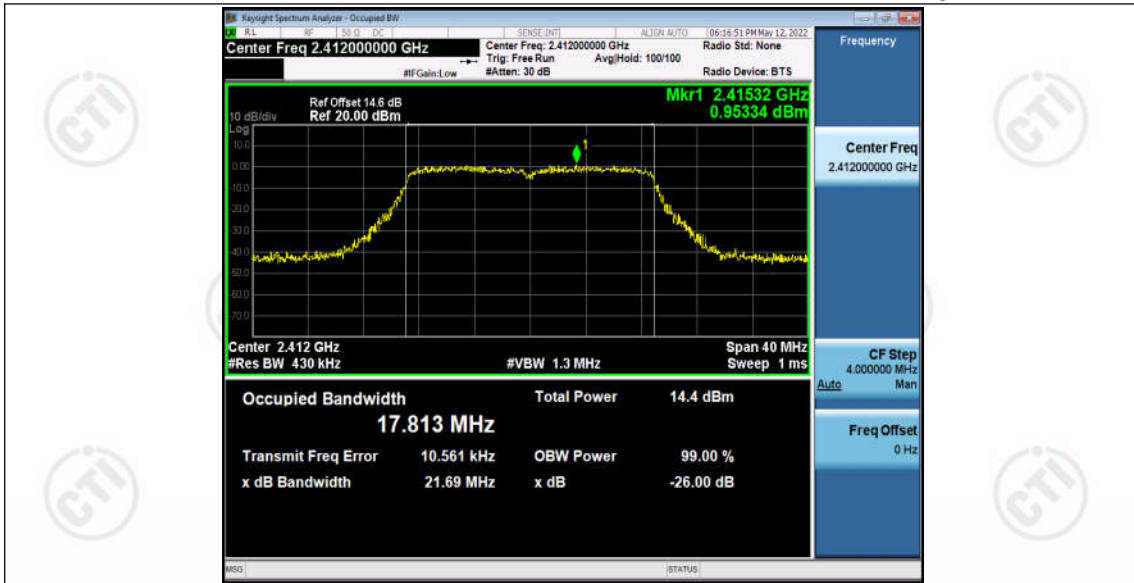 Keysight Spectrum Analyzer - Occupied BW
RL RF 50 Ω DC SENSE:INT ALIGN AUTO 06:16:51 PM May 12, 2022
Center Freq 2.412000000 GHz
Center Freq: 2.412000000 GHz
Radio Std: None
Trig: Free Run Avg|Hold: 100/100
#IFGain:Low
#Atten: 30 dB
Radio Device: BTS
Frequency
Mkr1 2.41532 GHz
0.95334 dBm
Ref Offset 14.6 dB
10 dB/div Ref 20.00 dBm
Log
10.0
0.00
-10.0
-20.0
-30.0
-40.0
-50.0
-60.0
-70.0
1
Center 2.412 GHz
Span 40 MHz
#Res BW 430 kHz
#VBW 1.3 MHz
Sweep 1 ms
Center Freq
2.412000000 GHz
CF Step
4.000000 MHz
Auto Man
Freq Offset
0 Hz
Occupied Bandwidth
17.813 MHz
Total Power 14.4 dBm
Transmit Freq Error 10.561 kHz OBW Power 99.00 %
x dB Bandwidth 21.69 MHz x dB -26.00 dB
MSG STATUS
CTI
CTI
CTI
CTI